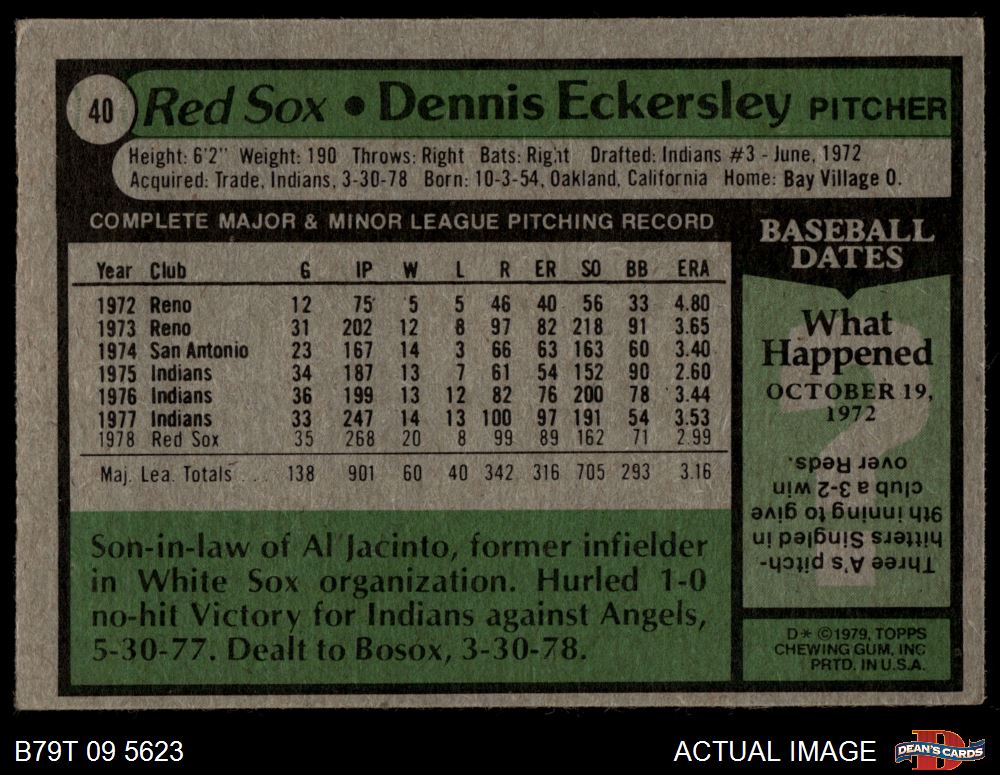 40
Red Sox • Dennis Eckersley PITCHER
Height: 6'2" Weight: 190 Throws: Right Bats: Right Drafted: Indians #3 - June, 1972
Acquired: Trade, Indians, 3-30-78 Born: 10-3-54, Oakland, California Home: Bay Village O.
COMPLETE MAJOR & MINOR LEAGUE PITCHING RECORD
Year Club G IP W L R ER SO BB ERA
1972 Reno 12 75 5 5 46 40 56 33 4.80
1973 Reno 31 202 12 8 97 82 218 91 3.65
1974 San Antonio 23 167 14 3 66 63 163 60 3.40
1975 Indians 34 187 13 7 61 54 152 90 2.60
1976 Indians 36 199 13 12 82 76 200 78 3.44
1977 Indians 33 247 14 13 100 97 191 54 3.53
1978 Red Sox 35 268 20 8 99 89 162 71 2.99
Maj. Lea. Totals . . . 138 901 60 40 342 316 705 293 3.16
Son-in-law of Al Jacinto, former infielder
in White Sox organization. Hurled 1-0
no-hit Victory for Indians against Angels,
5-30-77. Dealt to Bosox, 3-30-78.
BASEBALL
DATES
?
What
Happened
OCTOBER 19,
1972
Three A's pitch-
hitters Singled in
9th inning to give
club a 3-2 win
over Reds.
D* ©1979, TOPPS
CHEWING GUM, INC
PRTD. IN U.S.A.
B79T 09 5623
ACTUAL IMAGE
D
DEAN'S CARDS